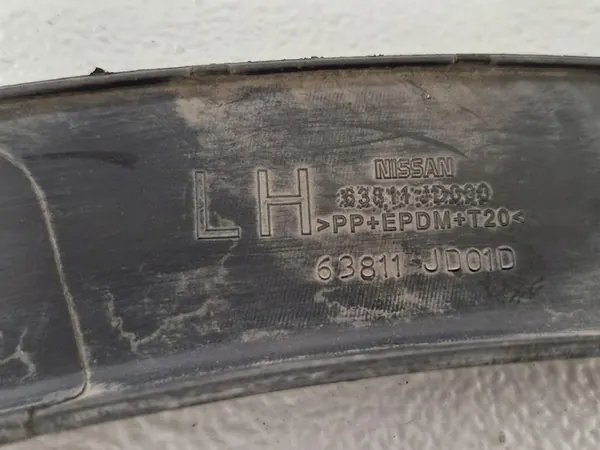 LH
NISSAN
>PP+EPDM+T20<
63811 JD01D